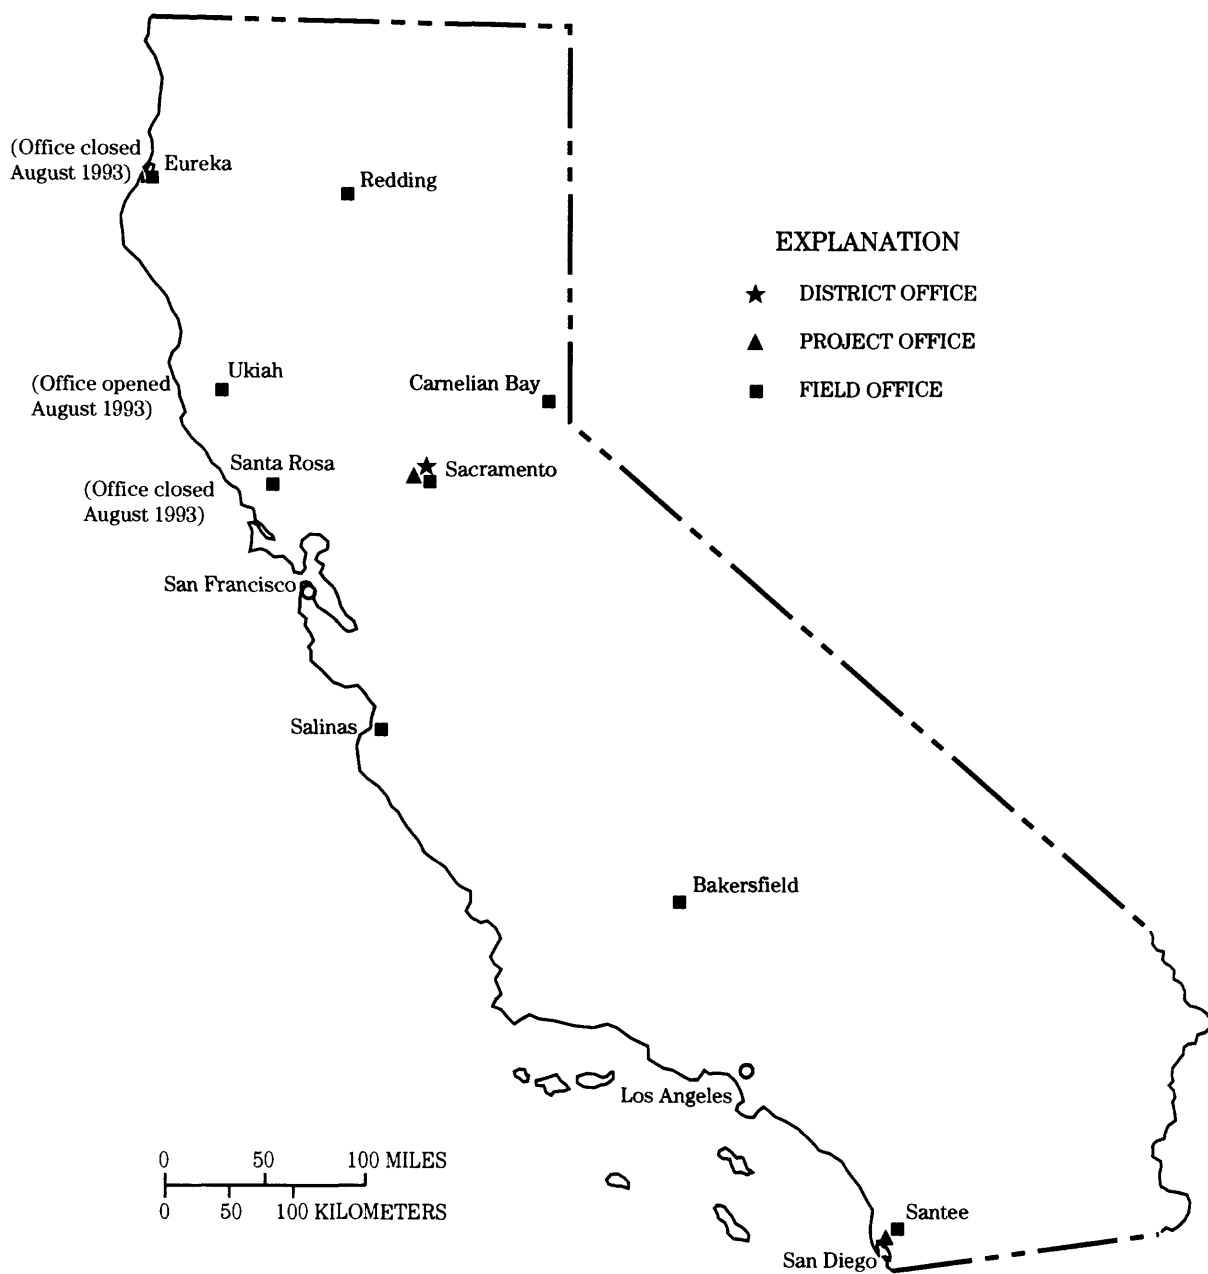 (Office closed
August 1993)
Eureka
Redding
EXPLANATION
DISTRICT OFFICE
PROJECT OFFICE
FIELD OFFICE
Ukiah
(Office opened
August 1993)
Carnelian Bay
Santa Rosa
(Office closed
August 1993)
Sacramento
San Francisco
Salinas
Bakersfield
Los Angeles
0 50 100 MILES
0 50 100 KILOMETERS
Santee
San Diego